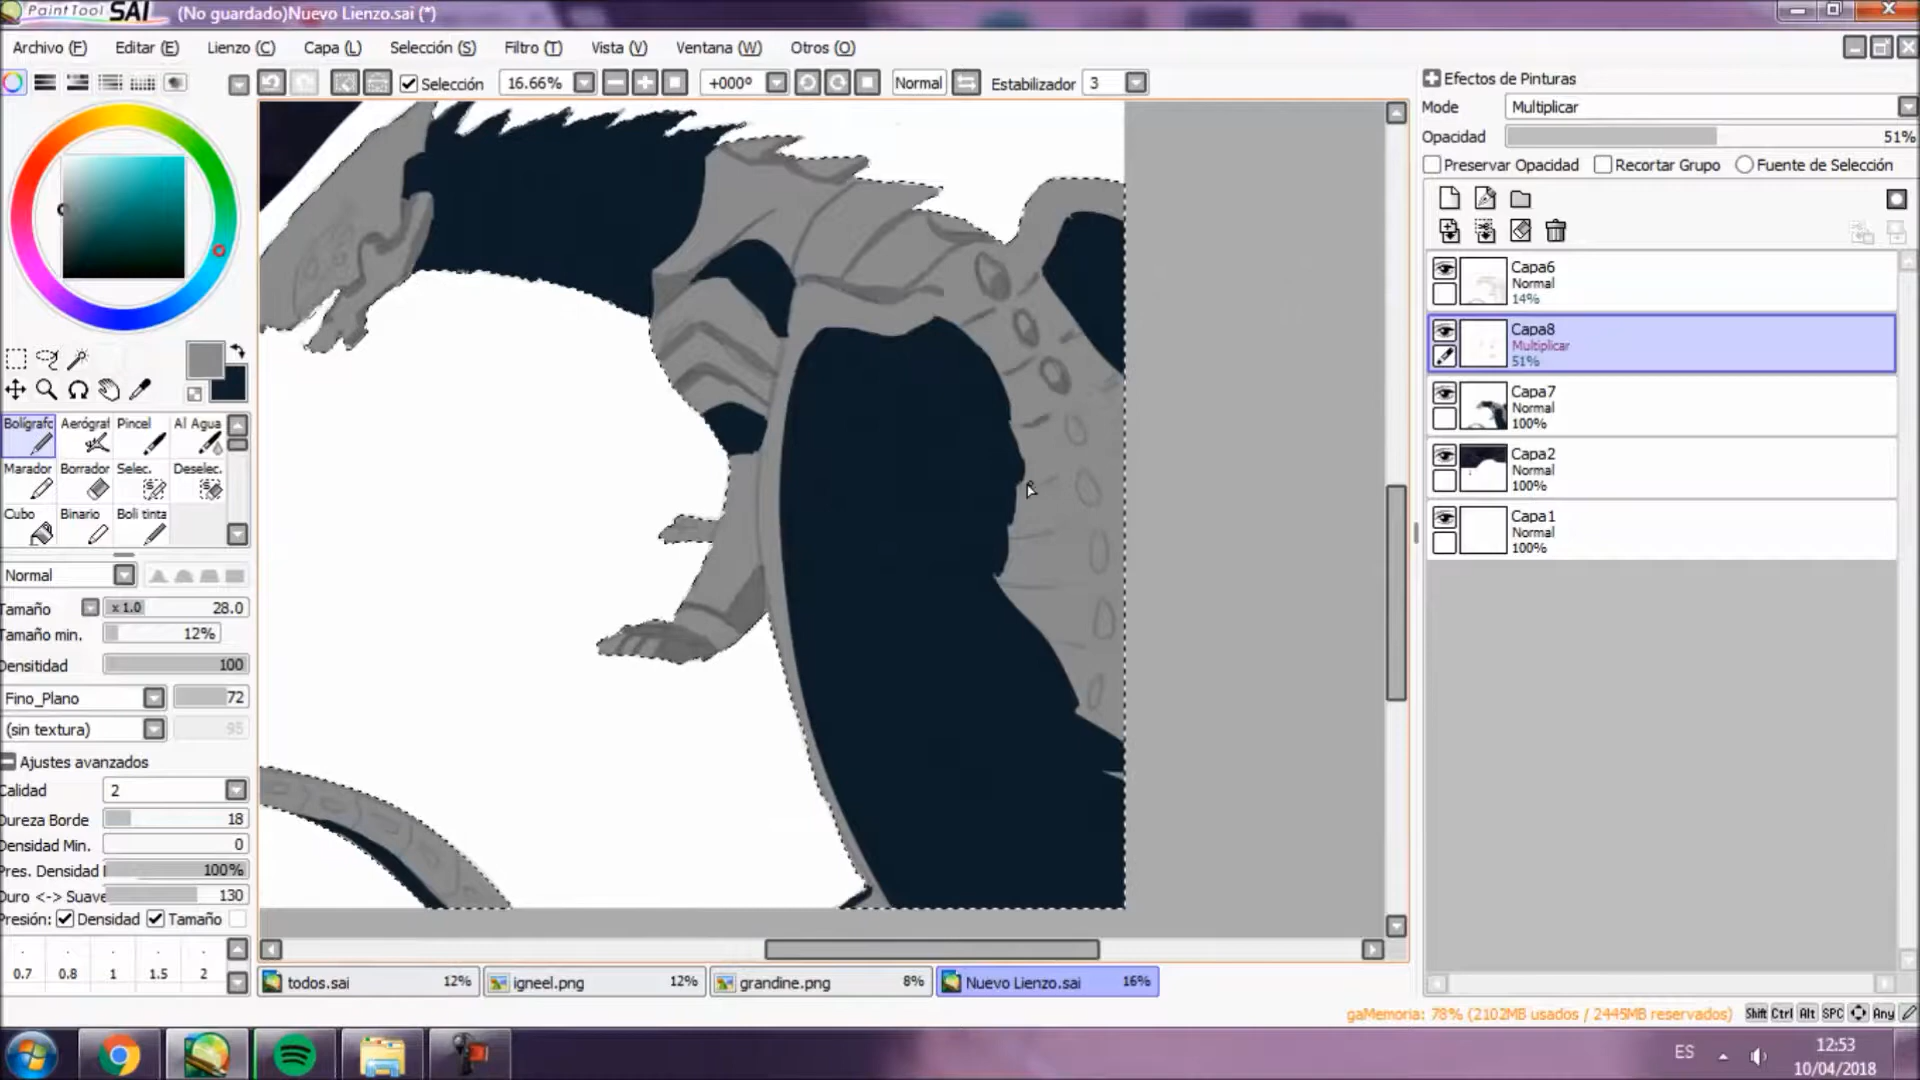 PaintTool SAI (No guardado)Nuevo Lienzo.sai (*)
Archivo (F) Editar (E) Lienzo (C) Capa (L) Selección (S) Filtro (T) Vista (V) Ventana (W) Otros (O)
Selección 16.66% +000º Normal Estabilizador 3
Efectos de Pinturas
Mode Multiplicar
Opacidad 51%
Preservar Opacidad Recortar Grupo Fuente de Selección
Capa6
Normal
14%
Capa8
Multiplicar
51%
Capa7
Normal
100%
Capa2
Normal
100%
Capa1
Normal
100%
Bolígrafc Aerógraf Pincel Al Agua
Marador Borrador Selec. Deselec.
Cubo Binario Boli tinta
Normal
Tamaño x 1.0 28.0
Tamaño min. 12%
Densitidad 100
Fino_Plano 72
(sin textura) 95
Ajustes avanzados
Calidad 2
Dureza Borde 18
Densidad Min. 0
Pres. Densidad 100%
Duro <-> Suave 130
Presión: Densidad Tamaño
0.7 0.8 1 1.5 2
todos.sai 12% igneel.png 12% grandine.png 8% Nuevo Lienzo.sai 16%
gaMemoria: 78% (2102MB usados / 2445MB reservados) Shift Ctrl Alt SPC Any
ES 12:53
10/04/2018